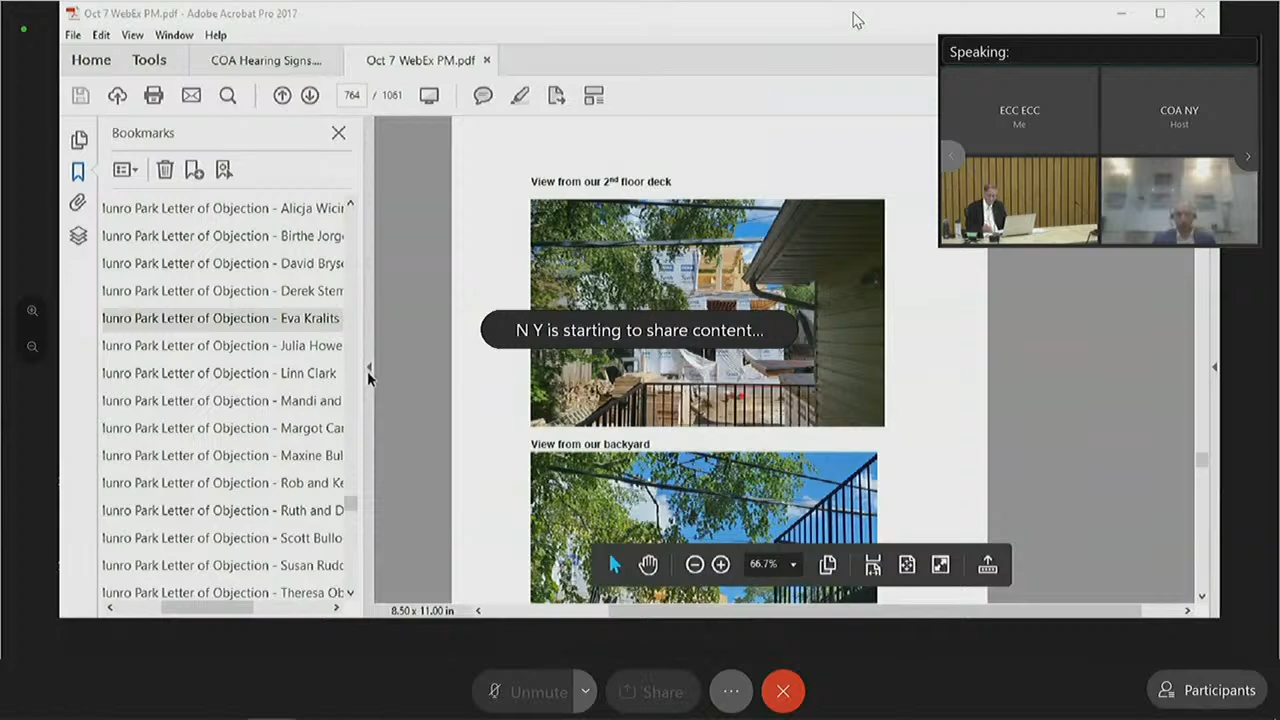 Oct 7 WebEx PM.pdf - Adobe Acrobat Pro 2017
File Edit View Window Help
Home Tools COA Hearing Signs.... Oct 7 WebEx PM.pdf ×
Speaking:
ECC ECC
Me
COA NY
Host
764 / 1061
Bookmarks
lunro Park Letter of Objection - Alicja Wicir
lunro Park Letter of Objection - Birthe Jorg
lunro Park Letter of Objection - David Bryse
lunro Park Letter of Objection - Derek Stem
lunro Park Letter of Objection - Eva Kralits
lunro Park Letter of Objection - Julia Howe
lunro Park Letter of Objection - Linn Clark
lunro Park Letter of Objection - Mandi and
lunro Park Letter of Objection - Margot Car
lunro Park Letter of Objection - Maxine Bul
lunro Park Letter of Objection - Rob and Ke
lunro Park Letter of Objection - Ruth and D
lunro Park Letter of Objection - Scott Bullo
lunro Park Letter of Objection - Susan Rudc
lunro Park Letter of Objection - Theresa Ob
View from our 2nd floor deck
N Y is starting to share content...
View from our backyard
66.7%
8.50 x 11.00 in
Unmute
Share
Participants